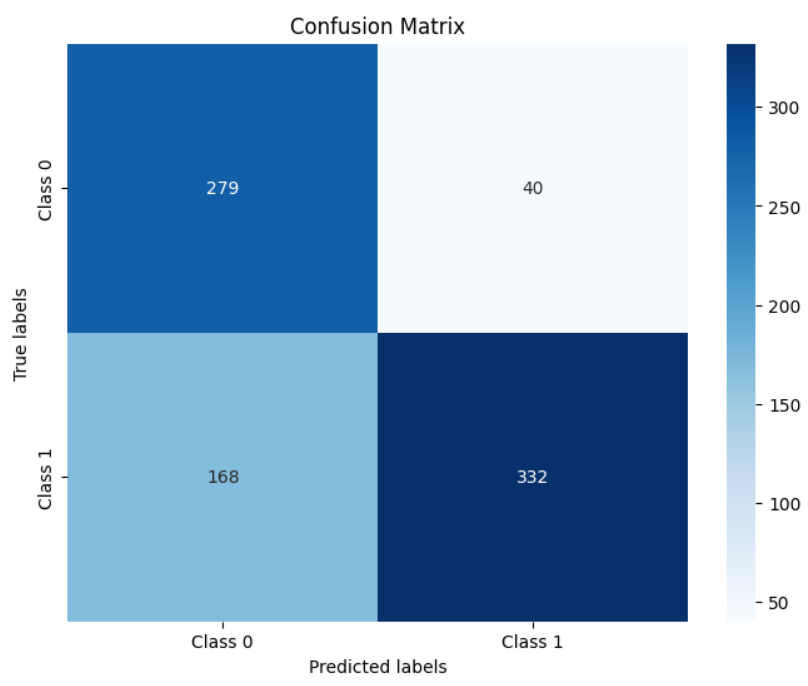 Confusion Matrix
Class 0
279
40
300
250
200
True labels
150
Class 1
168
332
100
50
Class 0
Class 1
Predicted labels